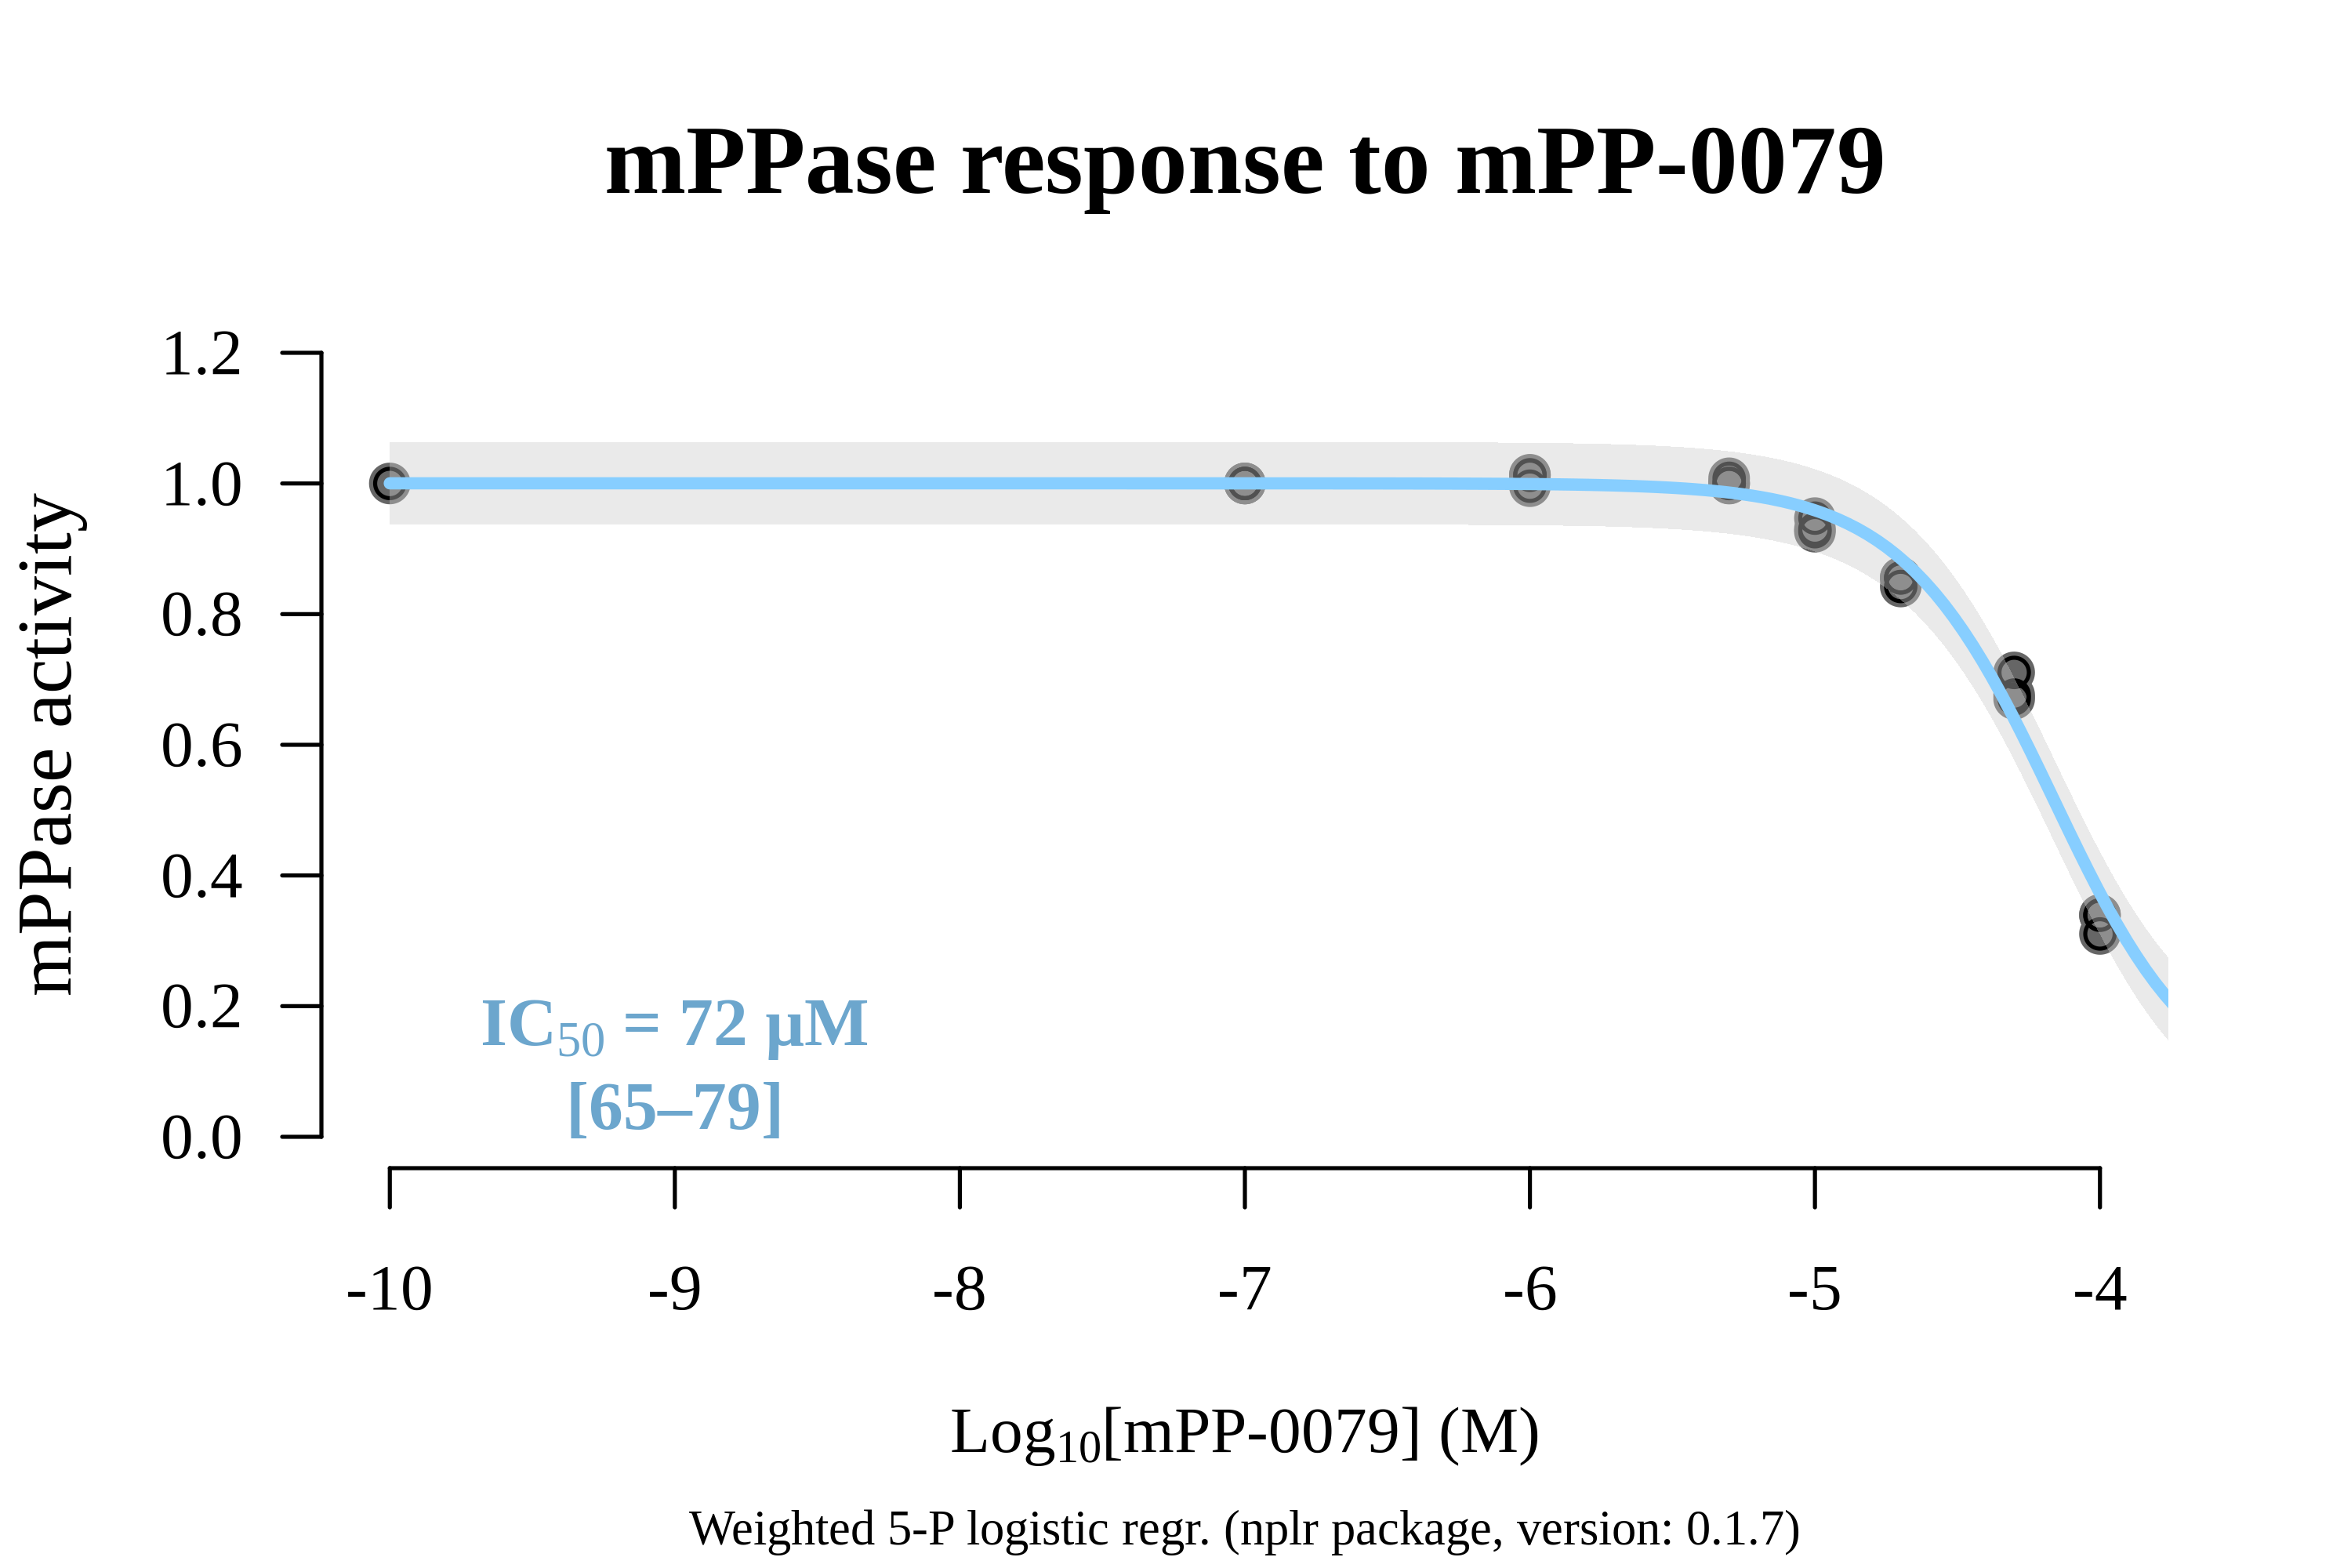 mPPase response to mPP-0079
mPPase activity
1.2
1.0
0.8
0.6
0.4
0.2
0.0
IC50 = 72 µM
[65–79]
-10 -9 -8 -7 -6 -5 -4
Log10[mPP-0079] (M)
Weighted 5-P logistic regr. (nplr package, version: 0.1.7)